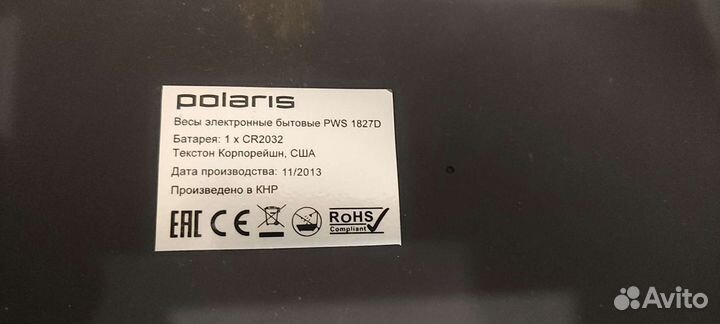 polaris
Весы электронные бытовые PWS 1827D
Батарея: 1 x CR2032
Текстон Корпорейшн, США
Дата производства: 11/2013
Произведено в КНР
EAC CE RoHS
Compliant
Avito